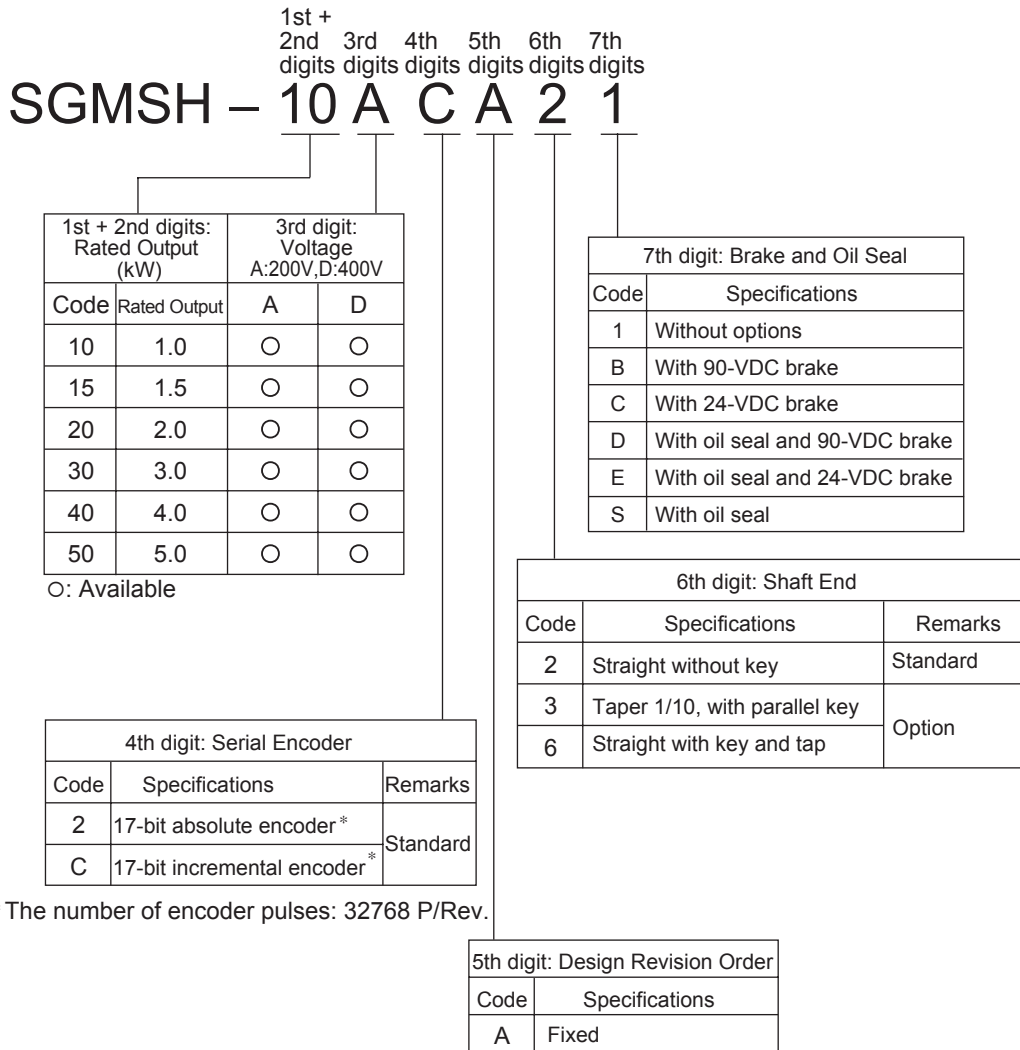 1st +
2nd 3rd 4th 5th 6th 7th
digits digits digits digits digits digits
SGMSH – 10 A C A 2 1
1st + 2nd digits:
Rated Output
(kW)
3rd digit:
Voltage
A:200V,D:400V
Code Rated Output A D
10 1.0 ○ ○
15 1.5 ○ ○
20 2.0 ○ ○
30 3.0 ○ ○
40 4.0 ○ ○
50 5.0 ○ ○
○: Available
7th digit: Brake and Oil Seal
Code Specifications
1 Without options
B With 90-VDC brake
C With 24-VDC brake
D With oil seal and 90-VDC brake
E With oil seal and 24-VDC brake
S With oil seal
6th digit: Shaft End
Code Specifications Remarks
2 Straight without key Standard
3 Taper 1/10, with parallel key
Option
6 Straight with key and tap
4th digit: Serial Encoder
Code Specifications Remarks
2 17-bit absolute encoder*
Standard
C 17-bit incremental encoder*
The number of encoder pulses: 32768 P/Rev.
5th digit: Design Revision Order
Code Specifications
A Fixed